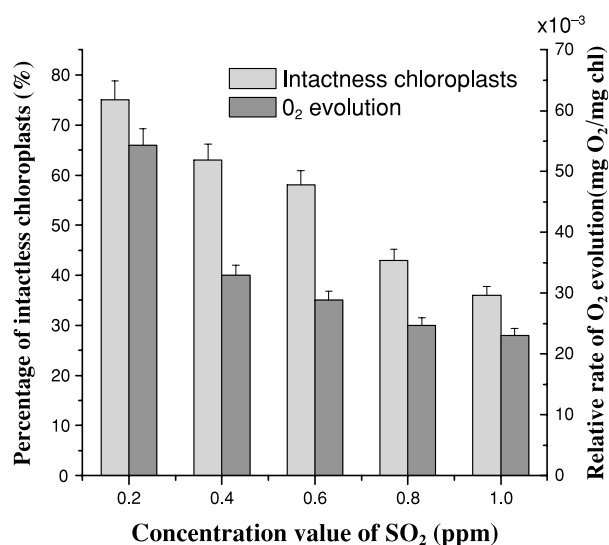 x10⁻³
Percentage of intactless chloroplasts (%)
80
70
60
50
40
30
20
10
0
Intactness chloroplasts
0₂ evolution
70
60
50
40
30
20
10
0
Relative rate of O₂ evolution(mg O₂/mg chl)
0.2 0.4 0.6 0.8 1.0
Concentration value of SO₂ (ppm)